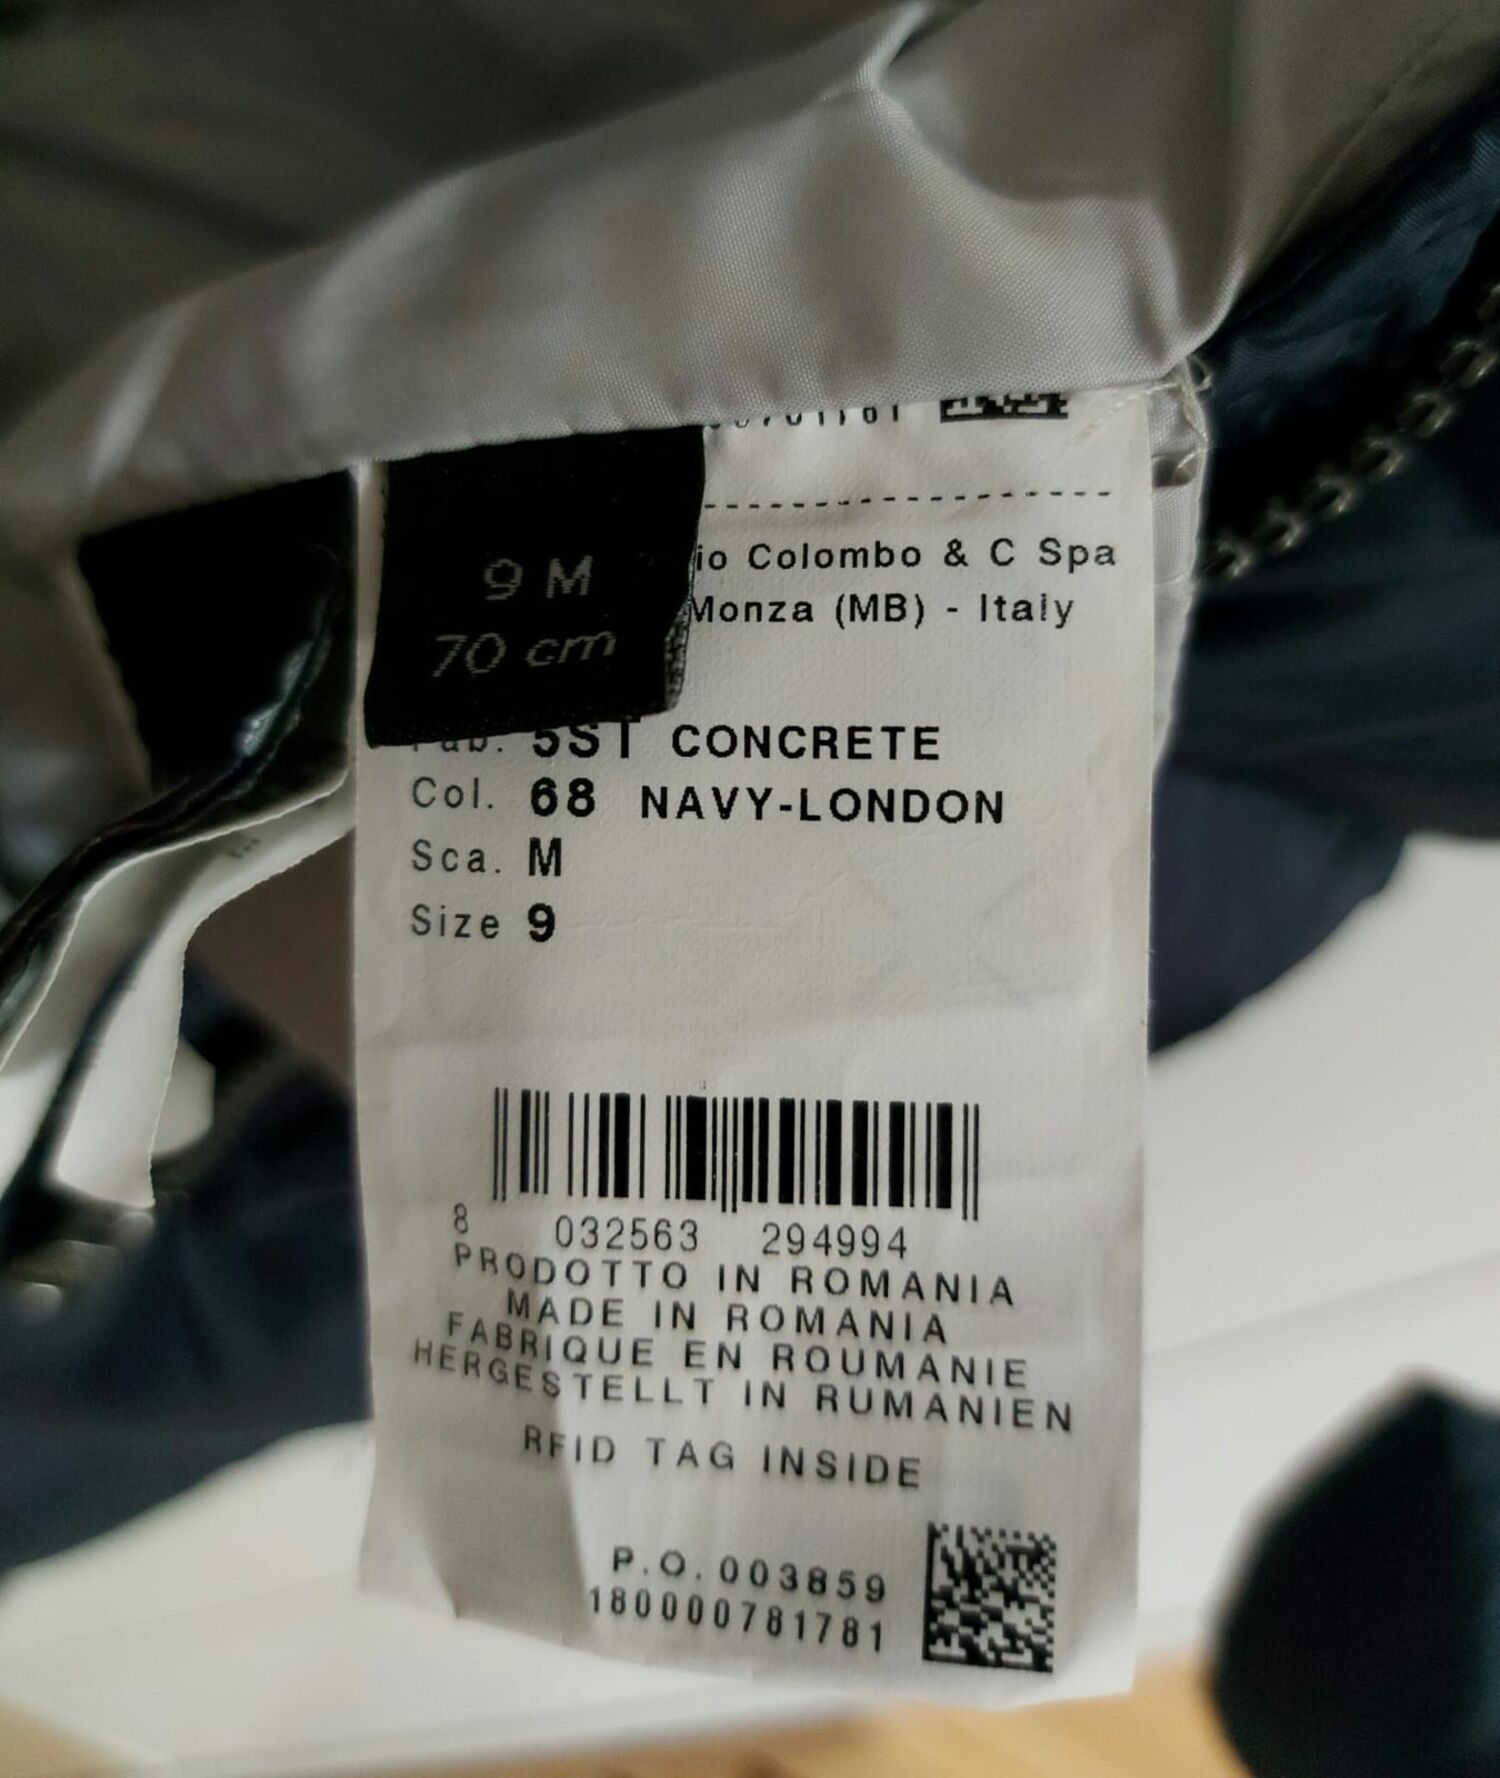 9 M
70 cm
io Colombo & C Spa
Monza (MB) - Italy
Fab. 5ST CONCRETE
Col. 68 NAVY-LONDON
Sca. M
Size 9
8 032563 294994
PRODOTTO IN ROMANIA
MADE IN ROMANIA
FABRIQUE EN ROUMANIE
HERGESTELLT IN RUMANIEN
RFID TAG INSIDE
P.O.003859
180000781781